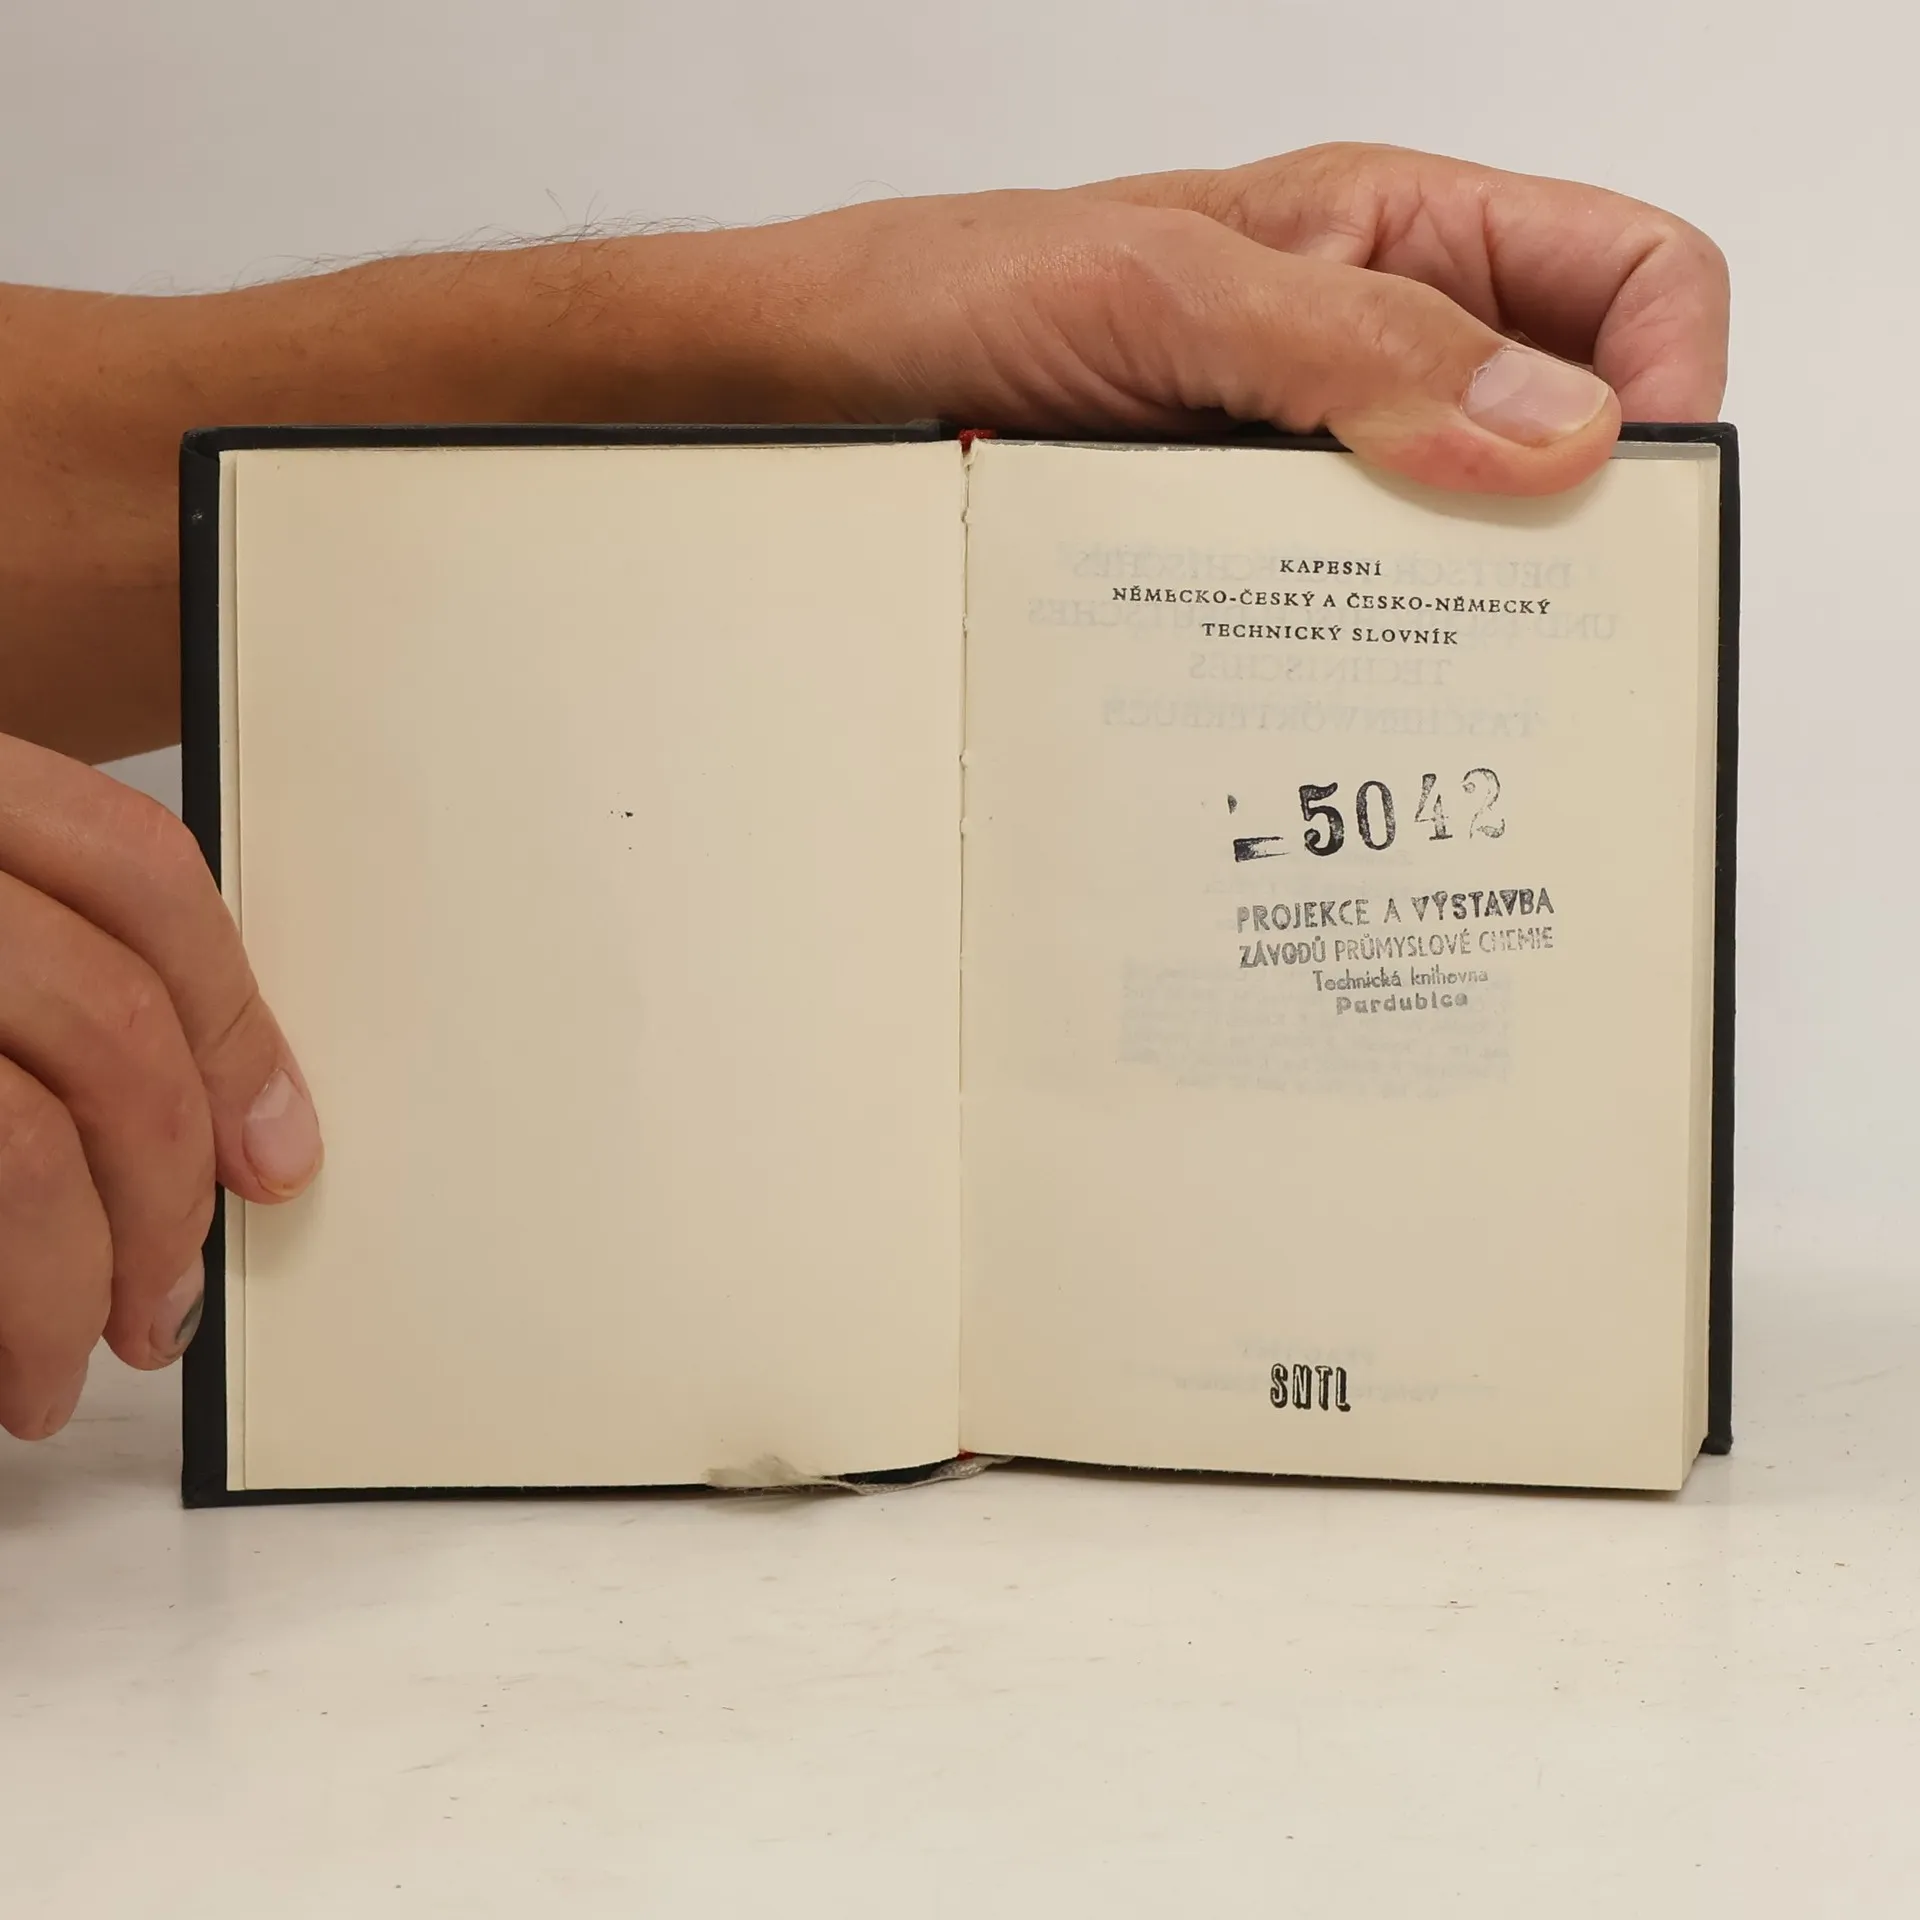 KAPESNÍ
NĚMECKO-ČESKÝ A ČESKO-NĚMECKÝ
TECHNICKÝ SLOVNÍK
5042
PROJEKCE A VÝSTAVBA
ZÁVODŮ PRŮMYSLOVÉ CHEMIE
Technická knihovna
Pardubice
SNTL